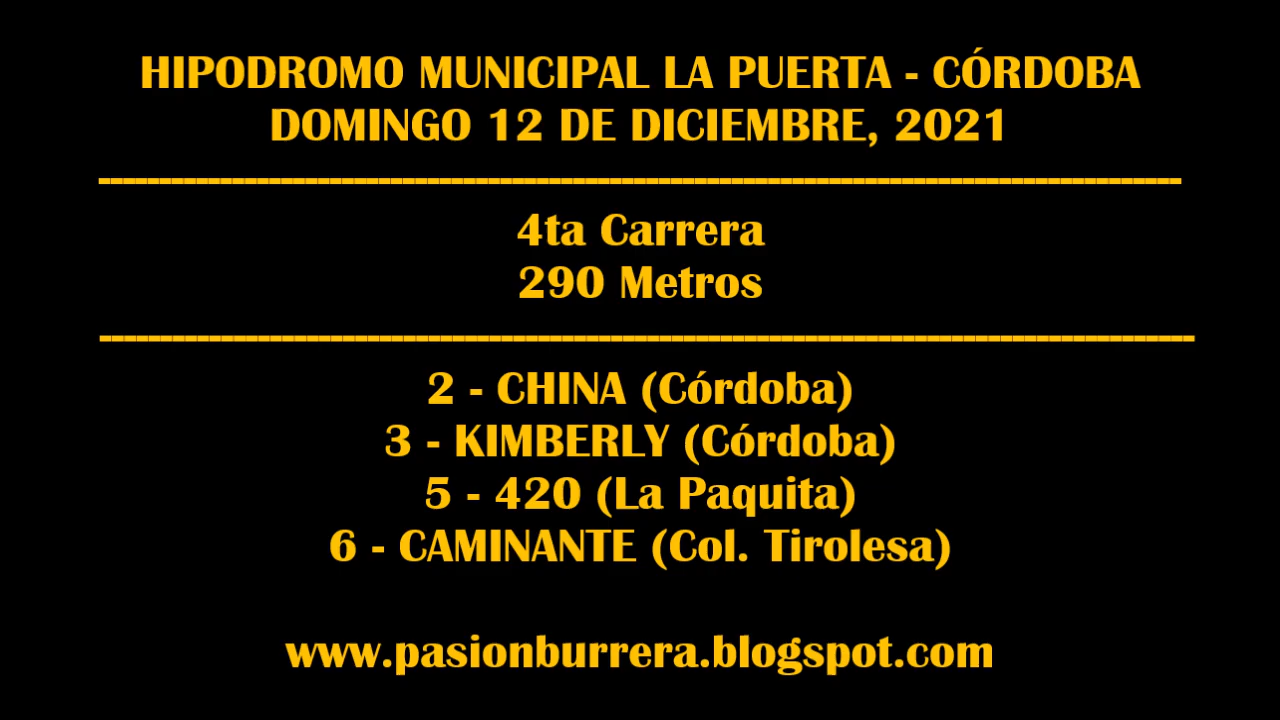 HIPODROMO MUNICIPAL LA PUERTA - CÓRDOBA
DOMINGO 12 DE DICIEMBRE, 2021
4ta Carrera
290 Metros
2 - CHINA (Córdoba)
3 - KIMBERLY (Córdoba)
5 - 420 (La Paquita)
6 - CAMINANTE (Col. Tirolesa)
www.pasionburrera.blogspot.com